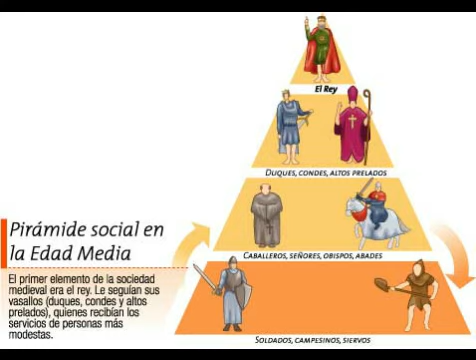 El Rey
DUQUES, CONDES, ALTOS PRELADOS
CABALLEROS, SEÑORES, OBISPOS, ABADES
SOLDADOS, CAMPESINOS, SIERVOS
Pirámide social en
la Edad Media
El primer elemento de la sociedad
medieval era el rey. Le seguían sus
vasallos (duques, condes y altos
prelados), quienes recibían los
servicios de personas más
modestas.